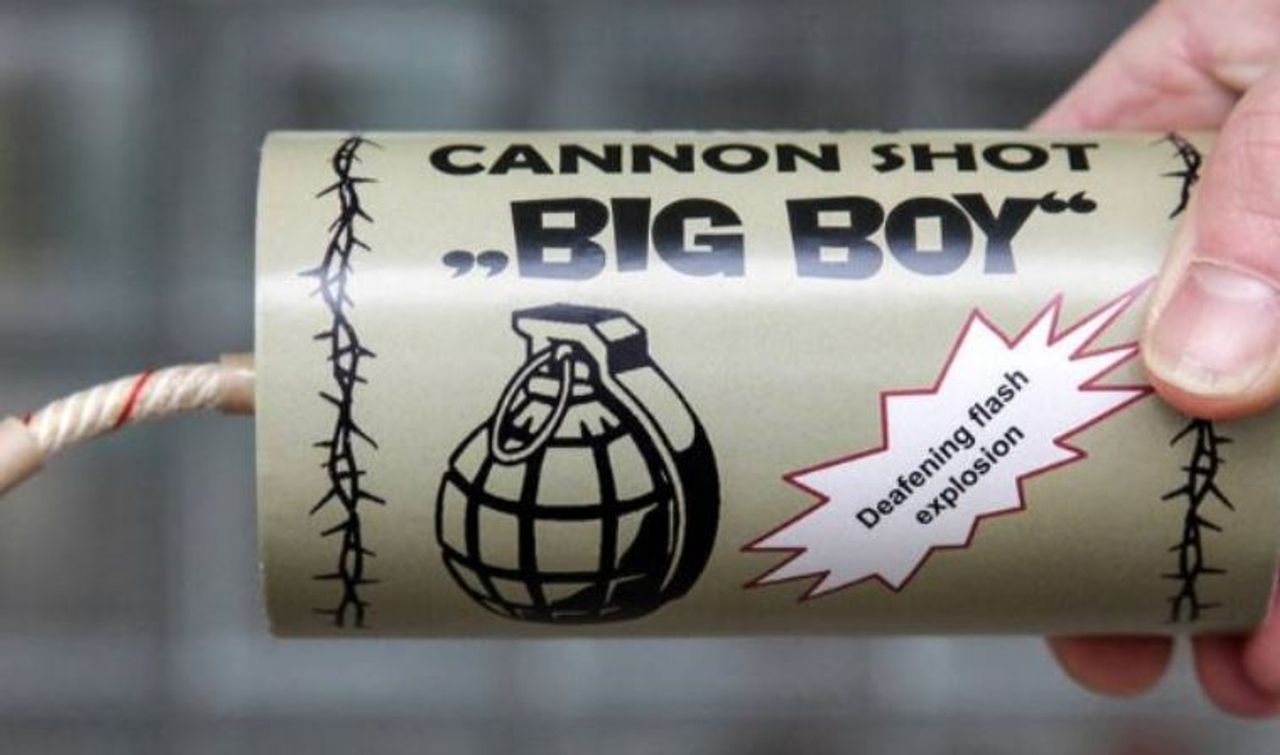 CANNON SHOT
„BIG BOY“
Deafening flash
explosion